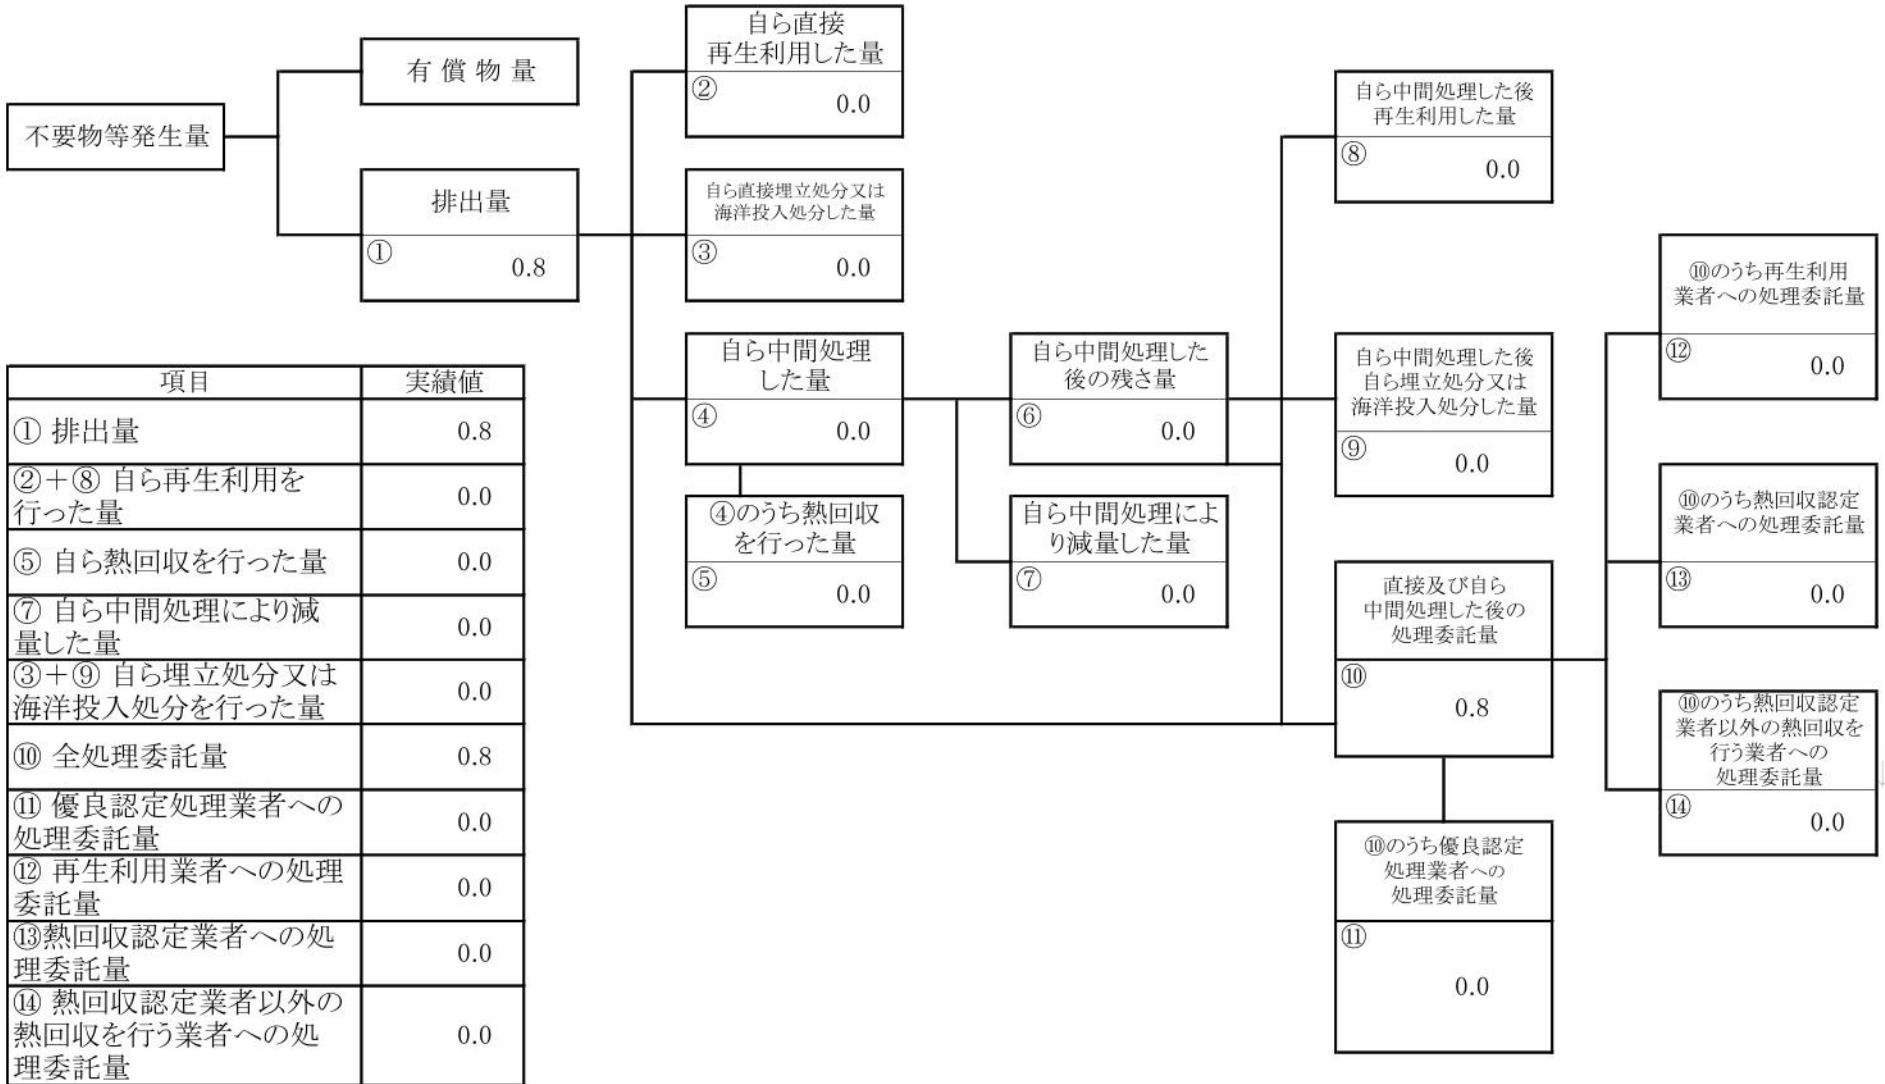 不要物等発生量
有 償 物 量
排出量
①
0.8
自ら直接
再生利用した量
②
0.0
自ら直接埋立処分又は
海洋投入処分した量
③
0.0
自ら中間処理
した量
④
0.0
④のうち熱回収
を行った量
⑤
0.0
自ら中間処理した
後の残さ量
⑥
0.0
自ら中間処理によ
り減量した量
⑦
0.0
自ら中間処理した後
再生利用した量
⑧
0.0
自ら中間処理した後
自ら埋立処分又は
海洋投入処分した量
⑨
0.0
直接及び自ら
中間処理した後の
処理委託量
⑩
0.8
⑩のうち優良認定
処理業者への
処理委託量
⑪
0.0
⑩のうち再生利用
業者への処理委託量
⑫
0.0
⑩のうち熱回収認定
業者への処理委託量
⑬
0.0
⑩のうち熱回収認定
業者以外の熱回収を
行う業者への
処理委託量
⑭
0.0
項目 実績値
① 排出量 0.8
②+⑧ 自ら再生利用を
行った量 0.0
⑤ 自ら熱回収を行った量 0.0
⑦ 自ら中間処理により減
量した量 0.0
③+⑨ 自ら埋立処分又は
海洋投入処分を行った量 0.0
⑩ 全処理委託量 0.8
⑪ 優良認定処理業者への
処理委託量 0.0
⑫ 再生利用業者への処理
委託量 0.0
⑬熱回収認定業者への処
理委託量 0.0
⑭ 熱回収認定業者以外の
熱回収を行う業者への処
理委託量 0.0